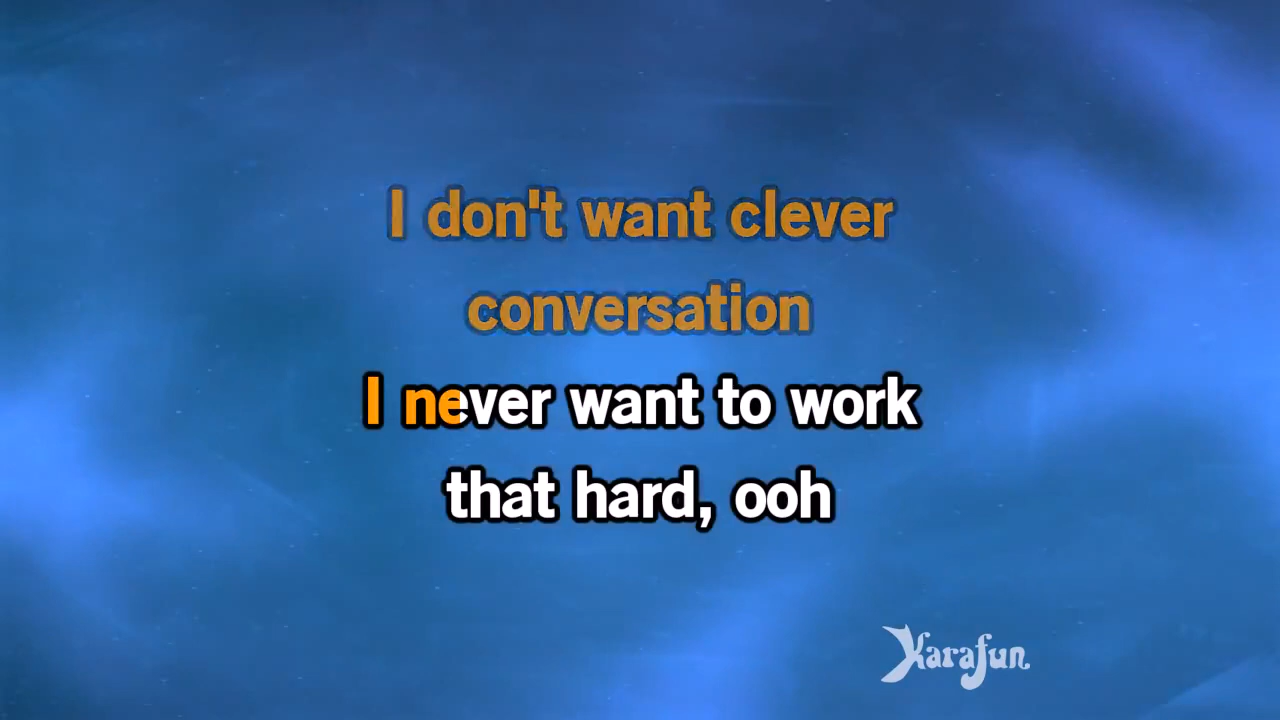 I don't want clever
conversation
I never want to work
that hard, ooh
Karafun